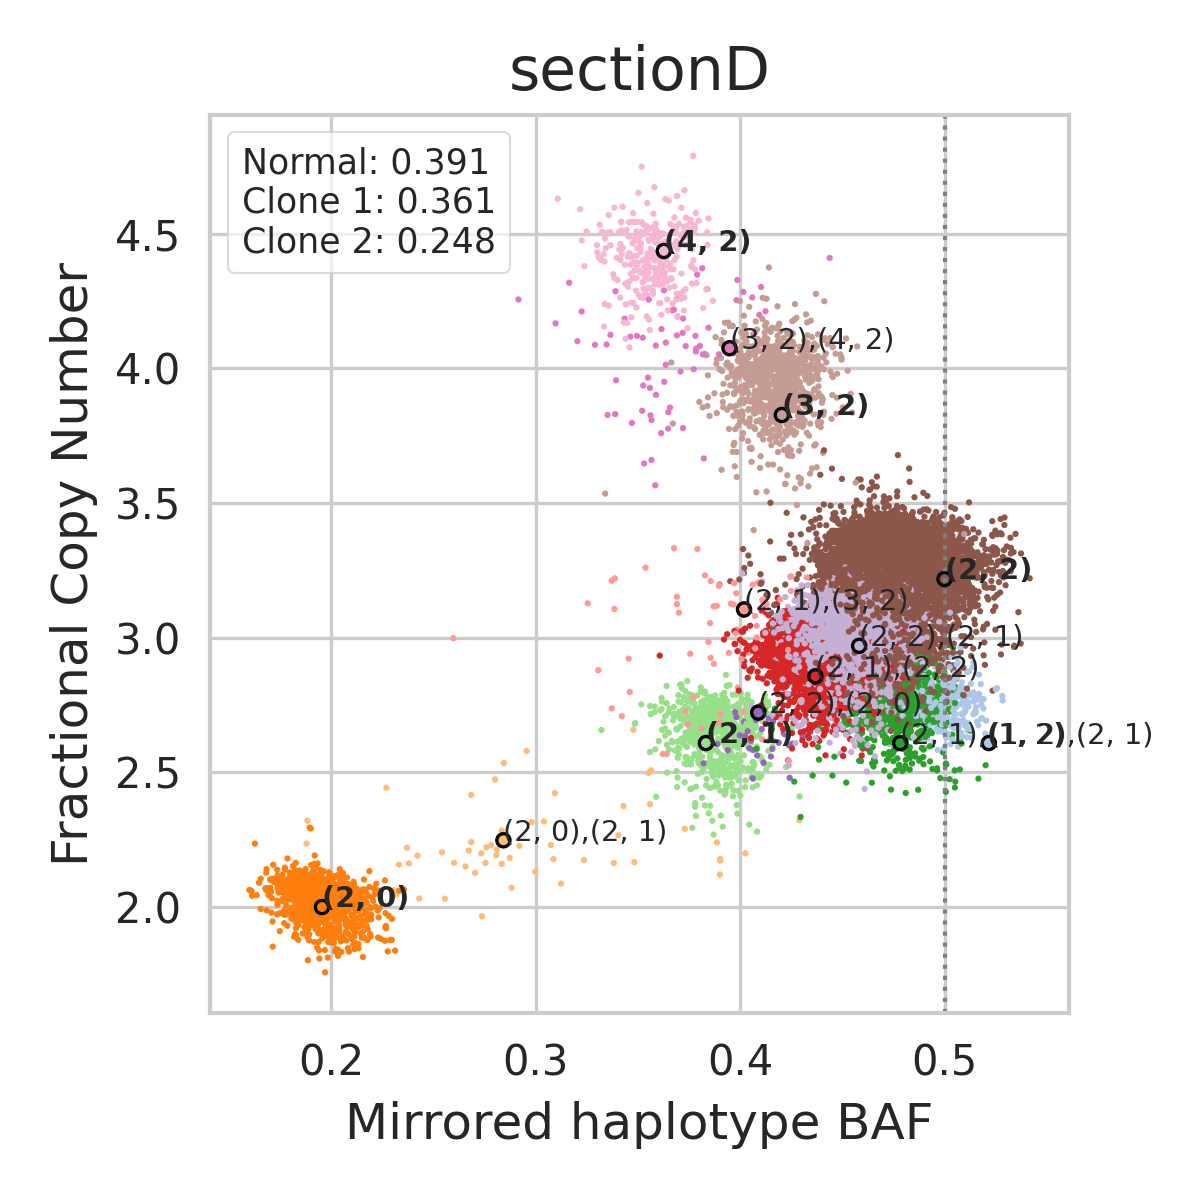 sectionD
Normal: 0.391
Clone 1: 0.361
Clone 2: 0.248
Fractional Copy Number
4.5
4.0
3.5
3.0
2.5
2.0
(4, 2)
(3, 2),(4, 2)
(3, 2)
(2, 2)
(2, 1),(3, 2)
(2, 2),(2, 1)
(2, 1),(2, 2)
(2, 2),(2, 0)
(2, 1)
(2, 1),(1, 2)
(1, 2),(2, 1)
(2, 0),(2, 1)
(2, 0)
0.2 0.3 0.4 0.5
Mirrored haplotype BAF